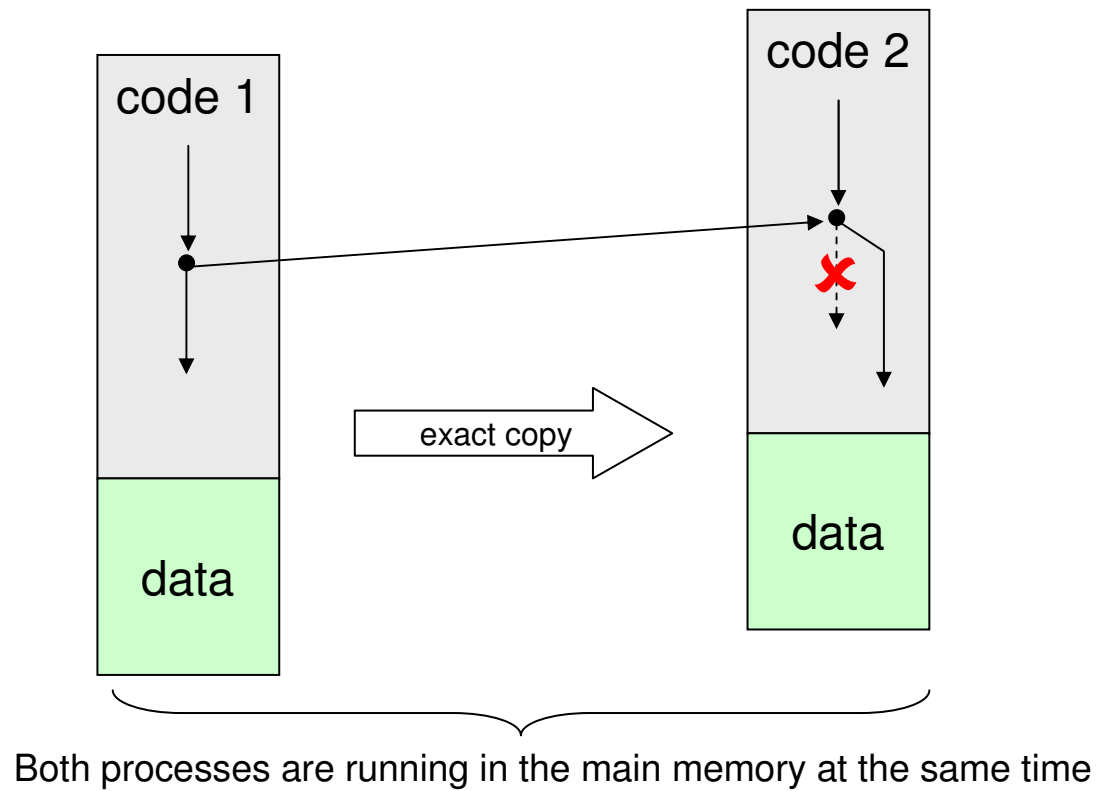 code 1
code 2
exact copy
data
data
Both processes are running in the main memory at the same time